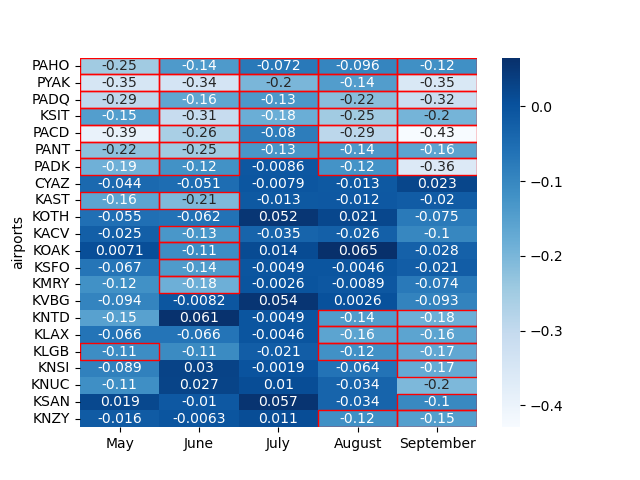 PAHO -0.25 -0.14 -0.072 -0.096 -0.12
PYAK -0.35 -0.34 -0.2 -0.14 -0.35
PADQ -0.29 -0.16 -0.13 -0.22 -0.32
KSIT -0.15 -0.31 -0.18 -0.25 -0.2
PACD -0.39 -0.26 -0.08 -0.29 -0.43
PANT -0.22 -0.25 -0.13 -0.14 -0.16
PADK -0.19 -0.12 -0.0086 -0.12 -0.36
CYAZ -0.044 -0.051 -0.0079 -0.013 0.023
KAST -0.16 -0.21 -0.013 -0.012 -0.02
KOTH -0.055 -0.062 0.052 0.021 -0.075
KACV -0.025 -0.13 -0.035 -0.026 -0.1
KOAK 0.0071 -0.11 0.014 0.065 -0.028
KSFO -0.067 -0.14 -0.0049 -0.0046 -0.021
KMRY -0.12 -0.18 -0.0026 -0.0089 -0.074
KVBG -0.094 -0.0082 0.054 0.0026 -0.093
KNTD -0.15 0.061 -0.0049 -0.14 -0.18
KLAX -0.066 -0.066 -0.0046 -0.16 -0.16
KLGB -0.11 -0.11 -0.021 -0.12 -0.17
KNSI -0.089 0.03 -0.0019 -0.064 -0.17
KNUC -0.11 0.027 0.01 -0.034 -0.2
KSAN 0.019 -0.01 0.057 -0.034 -0.1
KNZY -0.016 -0.0063 0.011 -0.12 -0.15
May June July August September
airports
0.0
−0.1
−0.2
−0.3
−0.4